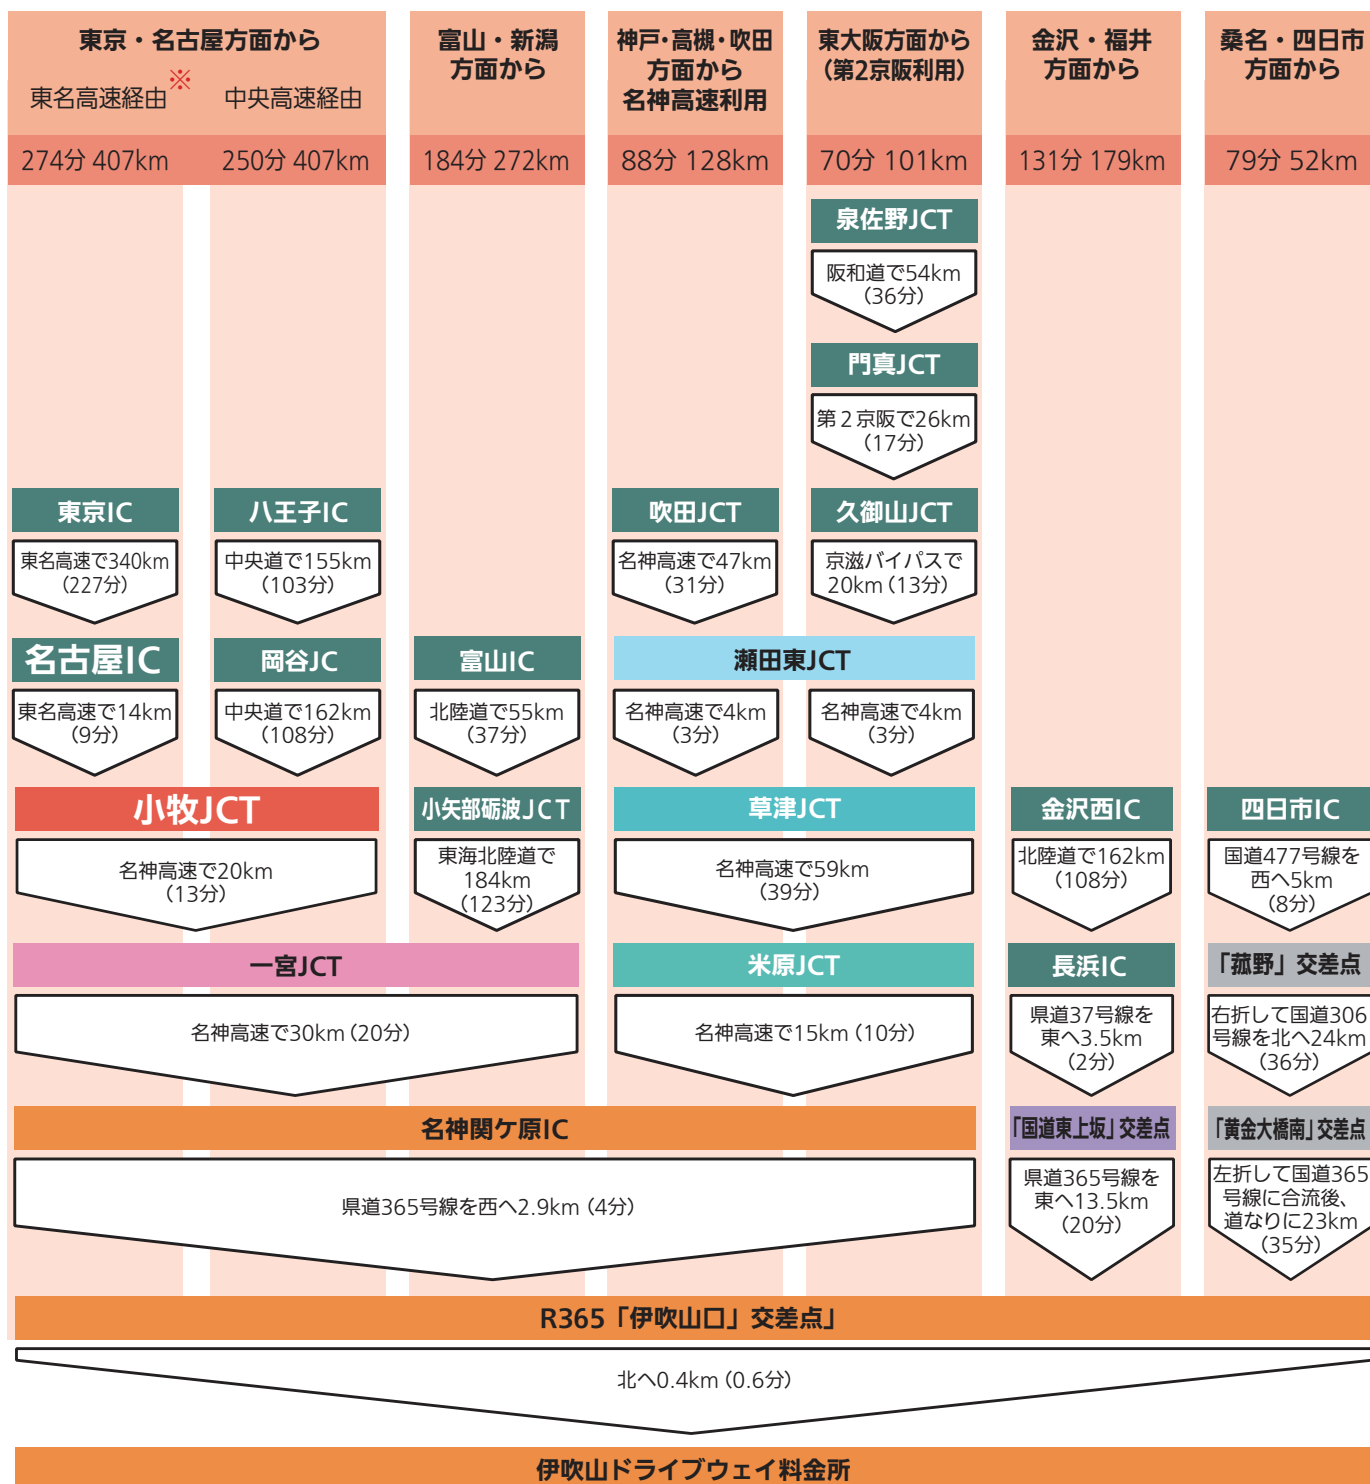 東京・名古屋方面から
東名高速経由※
中央高速経由
274分 407km
250分 407km
富山・新潟
方面から
184分 272km
神戸・高槻・吹田
方面から
名神高速利用
88分 128km
東大阪方面から
(第2京阪利用)
70分 101km
金沢・福井
方面から
131分 179km
桑名・四日市
方面から
79分 52km
泉佐野JCT
阪和道で54km
(36分)
門真JCT
第2京阪で26km
(17分)
東京IC
八王子IC
吹田JCT
久御山JCT
東名高速で340km
(227分)
中央道で155km
(103分)
名神高速で47km
(31分)
京滋バイパスで
20km(13分)
名古屋IC
岡谷JC
富山IC
瀬田東JCT
東名高速で14km
(9分)
中央道で162km
(108分)
北陸道で55km
(37分)
名神高速で4km
(3分)
名神高速で4km
(3分)
小牧JCT
小矢部砺波JCT
草津JCT
金沢西IC
四日市IC
名神高速で20km
(13分)
東海北陸道で
184km
(123分)
名神高速で59km
(39分)
北陸道で162km
(108分)
国道477号線を
西へ5km
(8分)
一宮JCT
米原JCT
長浜IC
「菰野」交差点
名神高速で30km(20分)
名神高速で15km(10分)
県道37号線を
東へ3.5km
(2分)
右折して国道306
号線を北へ24km
(36分)
名神関ケ原IC
「国道東上坂」交差点
「黄金大橋南」交差点
県道365号線を西へ2.9km(4分)
県道365号線を
東へ13.5km
(20分)
左折して国道365
号線に合流後、
道なりに23km
(35分)
R365「伊吹山口」交差点」
北へ0.4km(0.6分)
伊吹山ドライブウェイ料金所